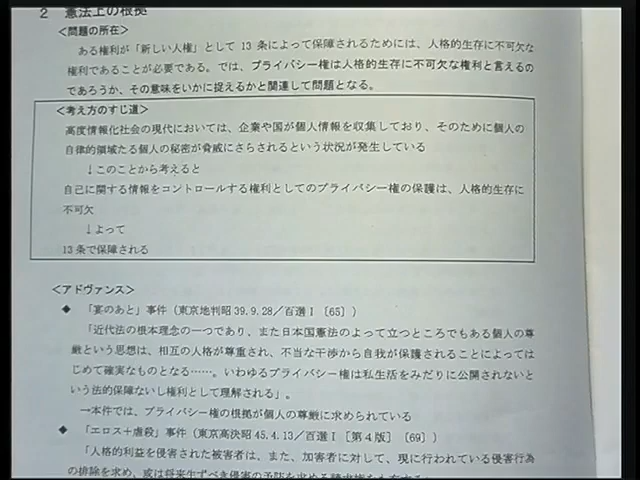 2 憲法上の根拠
<問題の所在>
ある権利が「新しい人権」として 13 条によって保障されるためには、人格的生存に不可欠な
権利であることが必要である。では、プライバシー権は人格的生存に不可欠な権利と言えるの
であろうか、その意味をいかに捉えるかと関連して問題となる。
<考え方のすじ道>
高度情報化社会の現代においては、企業や国が個人情報を収集しており、そのために個人の
自律的領域たる個人の秘密が脅威にさらされるという状況が発生している
↓このことから考えると
自己に関する情報をコントロールする権利としてのプライバシー権の保護は、人格的生存に
不可欠
↓よって
13 条で保障される
<アドヴァンス>
◆ 「宴のあと」事件(東京地判昭 39.9.28/百選Ⅰ〔65〕)
「近代法の根本理念の一つであり、また日本国憲法のよって立つところでもある個人の尊
厳という思想は、相互の人格が尊重され、不当な干渉から自我が保護されることによっては
じめて確実なものとなる……。いわゆるプライバシー権は私生活をみだりに公開されないと
いう法的保障ないし権利として理解される」。
→本件では、プライバシー権の根拠が個人の尊厳に求められている
◆ 「エロス+虐殺」事件(東京高決昭 45.4.13/百選Ⅰ[第4版]〔69〕)
「人格的利益を侵害された被害者は、また、加害者に対して、現に行われている侵害行為
の排除を求め、或は将来生ずべき侵害の予防を求める請求権を有する